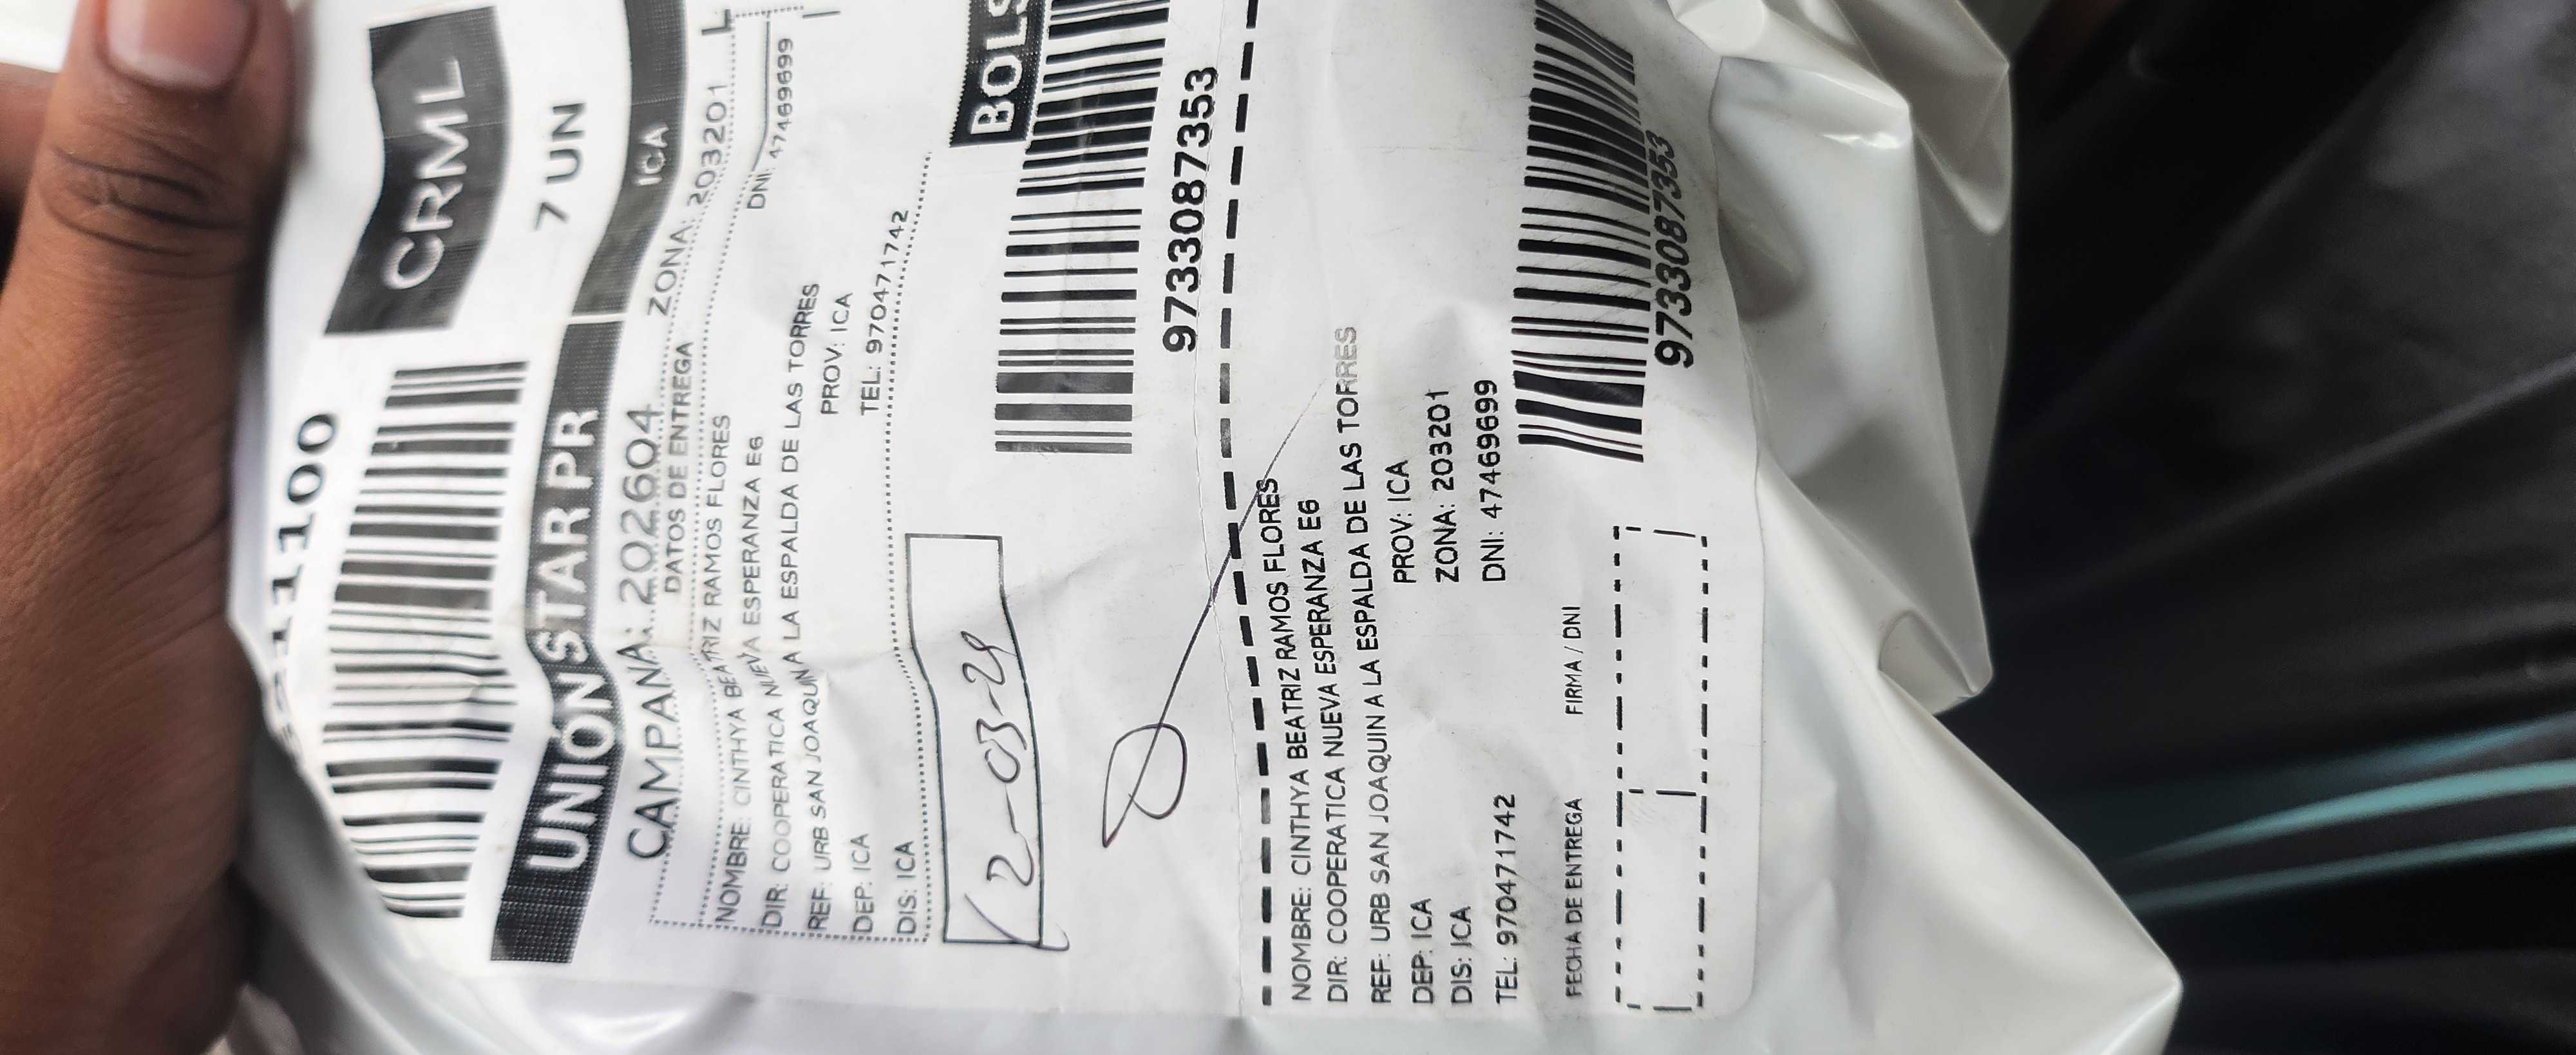 1100
CRML
7 UN
UNIÓN STAR PR
ICA
CAMPAÑA: 202604
ZONA: 203201
L
DATOS DE ENTREGA
NOMBRE: CINTHYA BEATRIZ RAMOS FLORES
DNI: 47469699
DIR: COOPERATICA NUEVA ESPERANZA E6
REF: URB SAN JOAQUIN A LA ESPALDA DE LAS TORRES
DEP: ICA
PROV: ICA
DIS: ICA
TEL: 970471742
BOLS
9733087353
NOMBRE: CINTHYA BEATRIZ RAMOS FLORES
DIR: COOPERATICA NUEVA ESPERANZA E6
REF: URB SAN JOAQUIN A LA ESPALDA DE LAS TORRES
DEP: ICA
PROV: ICA
DIS: ICA
ZONA: 203201
TEL: 970471742
DNI: 47469699
FECHA DE ENTREGA
FIRMA / DNI
9733087353